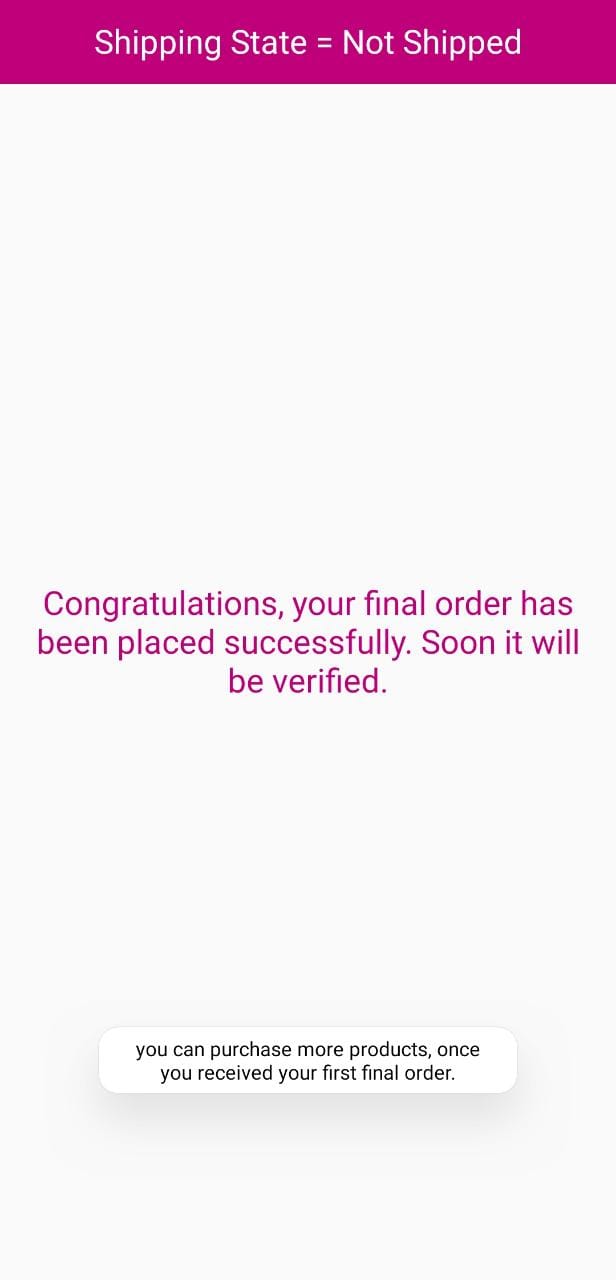 Shipping State = Not Shipped
Congratulations, your final order has
been placed successfully. Soon it will
be verified.
you can purchase more products, once
you received your first final order.